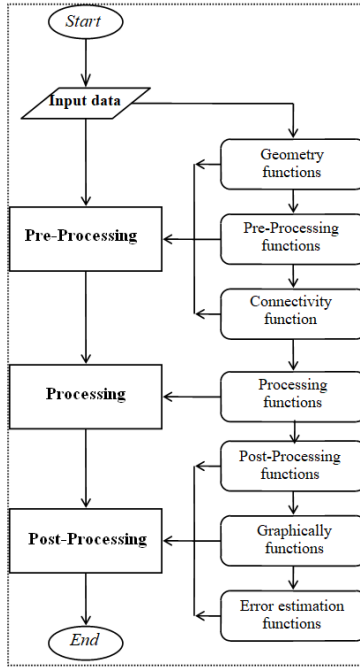 Start
Input data
Geometry
functions
Pre-Processing
Pre-Processing
functions
Connectivity
function
Processing
Processing
functions
Post-Processing
functions
Post-Processing
Graphically
functions
Error estimation
functions
End